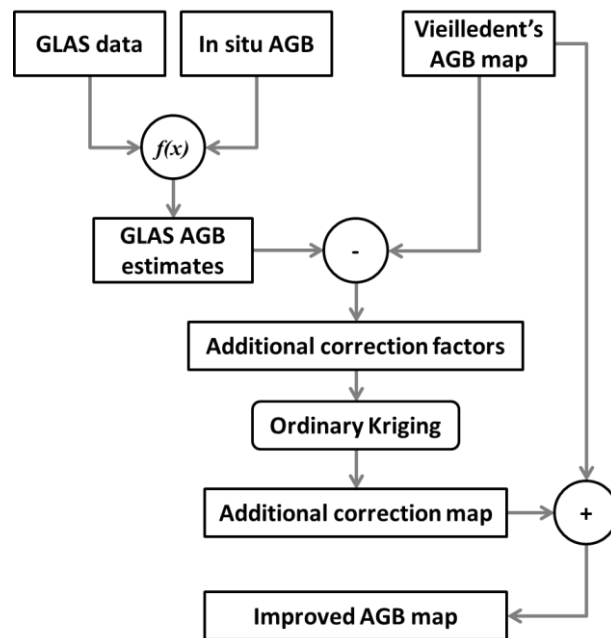 GLAS data
In situ AGB
Vieilledent's
AGB map
f(x)
GLAS AGB
estimates
-
Additional correction factors
Ordinary Kriging
Additional correction map
+
Improved AGB map